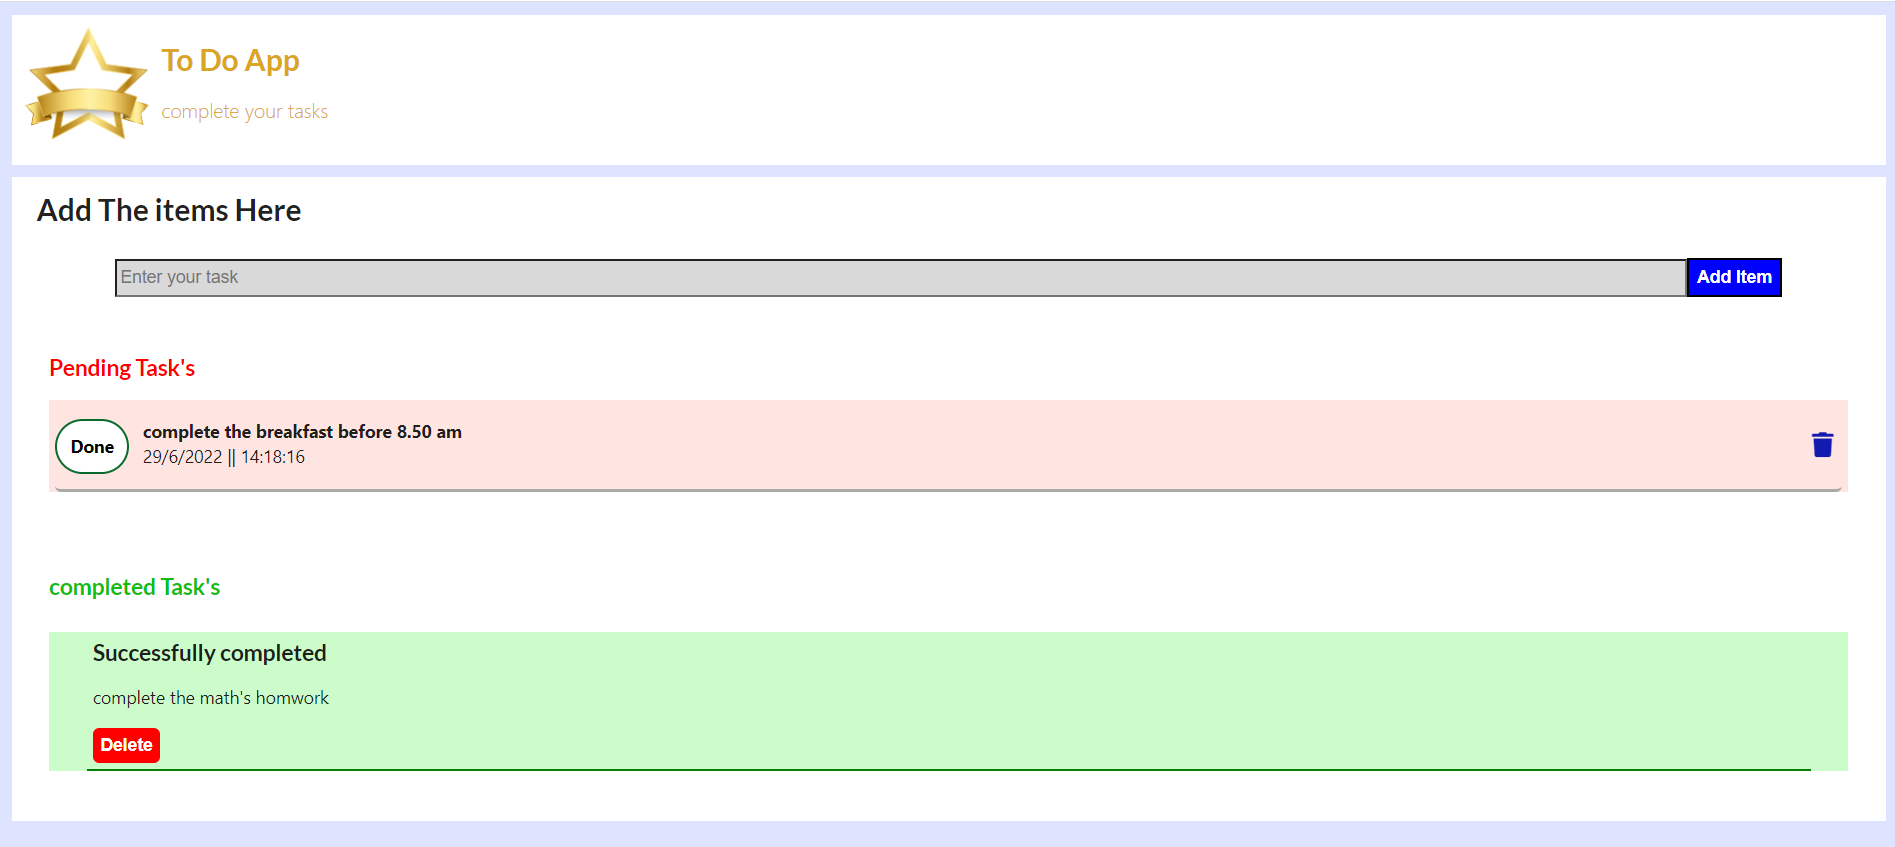 To Do App
complete your tasks
Add The items Here
Enter your task
Add Item
Pending Task's
Done
complete the breakfast before 8.50 am
29/6/2022 || 14:18:16
completed Task's
Successfully completed
complete the math's homwork
Delete